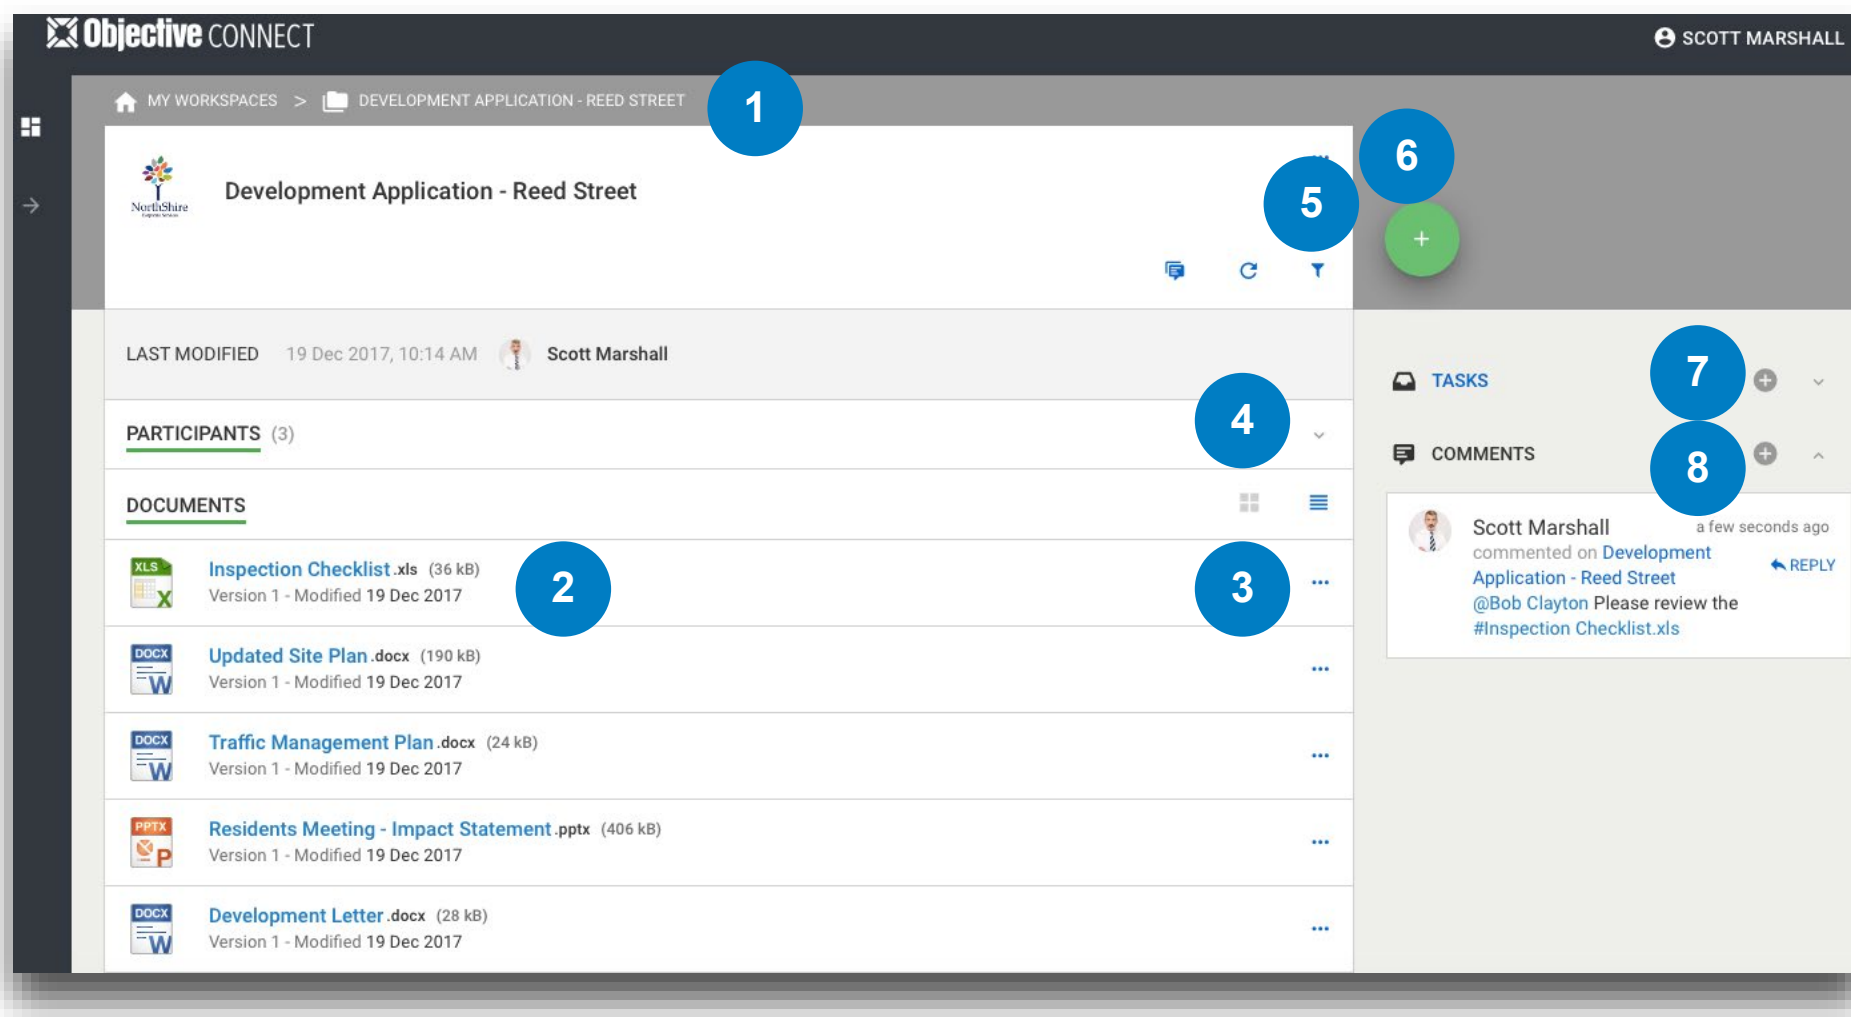 Objective CONNECT
SCOTT MARSHALL
MY WORKSPACES > DEVELOPMENT APPLICATION - REED STREET
1
NorthShire
Development Application - Reed Street
5
6
+
LAST MODIFIED 19 Dec 2017, 10:14 AM Scott Marshall
PARTICIPANTS (3)
4
DOCUMENTS
XLS
Inspection Checklist.xls (36 kB)
Version 1 - Modified 19 Dec 2017
2
3
DOCX
Updated Site Plan.docx (190 kB)
Version 1 - Modified 19 Dec 2017
DOCX
Traffic Management Plan.docx (24 kB)
Version 1 - Modified 19 Dec 2017
PPTX
Residents Meeting - Impact Statement.pptx (406 kB)
Version 1 - Modified 19 Dec 2017
DOCX
Development Letter.docx (28 kB)
Version 1 - Modified 19 Dec 2017
TASKS
7
COMMENTS
8
Scott Marshall a few seconds ago
commented on Development
Application - Reed Street
REPLY
@Bob Clayton Please review the
#Inspection Checklist.xls